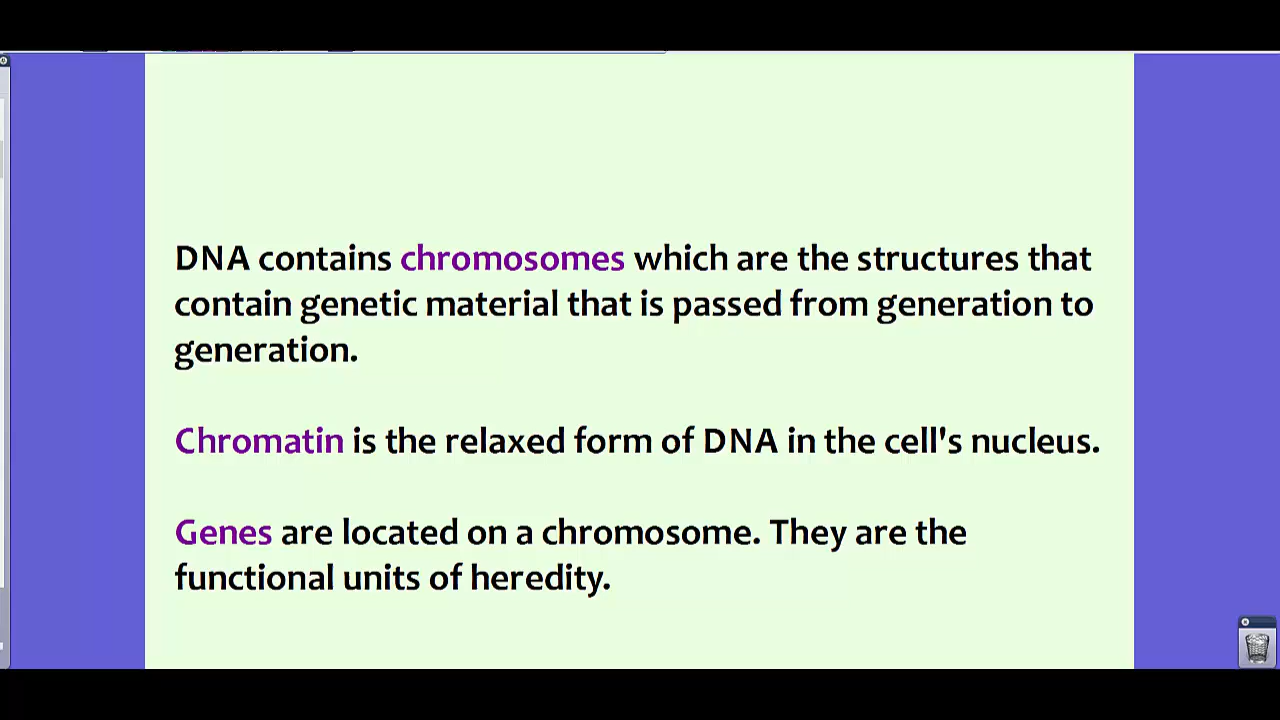 DNA contains chromosomes which are the structures that
contain genetic material that is passed from generation to
generation.
Chromatin is the relaxed form of DNA in the cell's nucleus.
Genes are located on a chromosome. They are the
functional units of heredity.